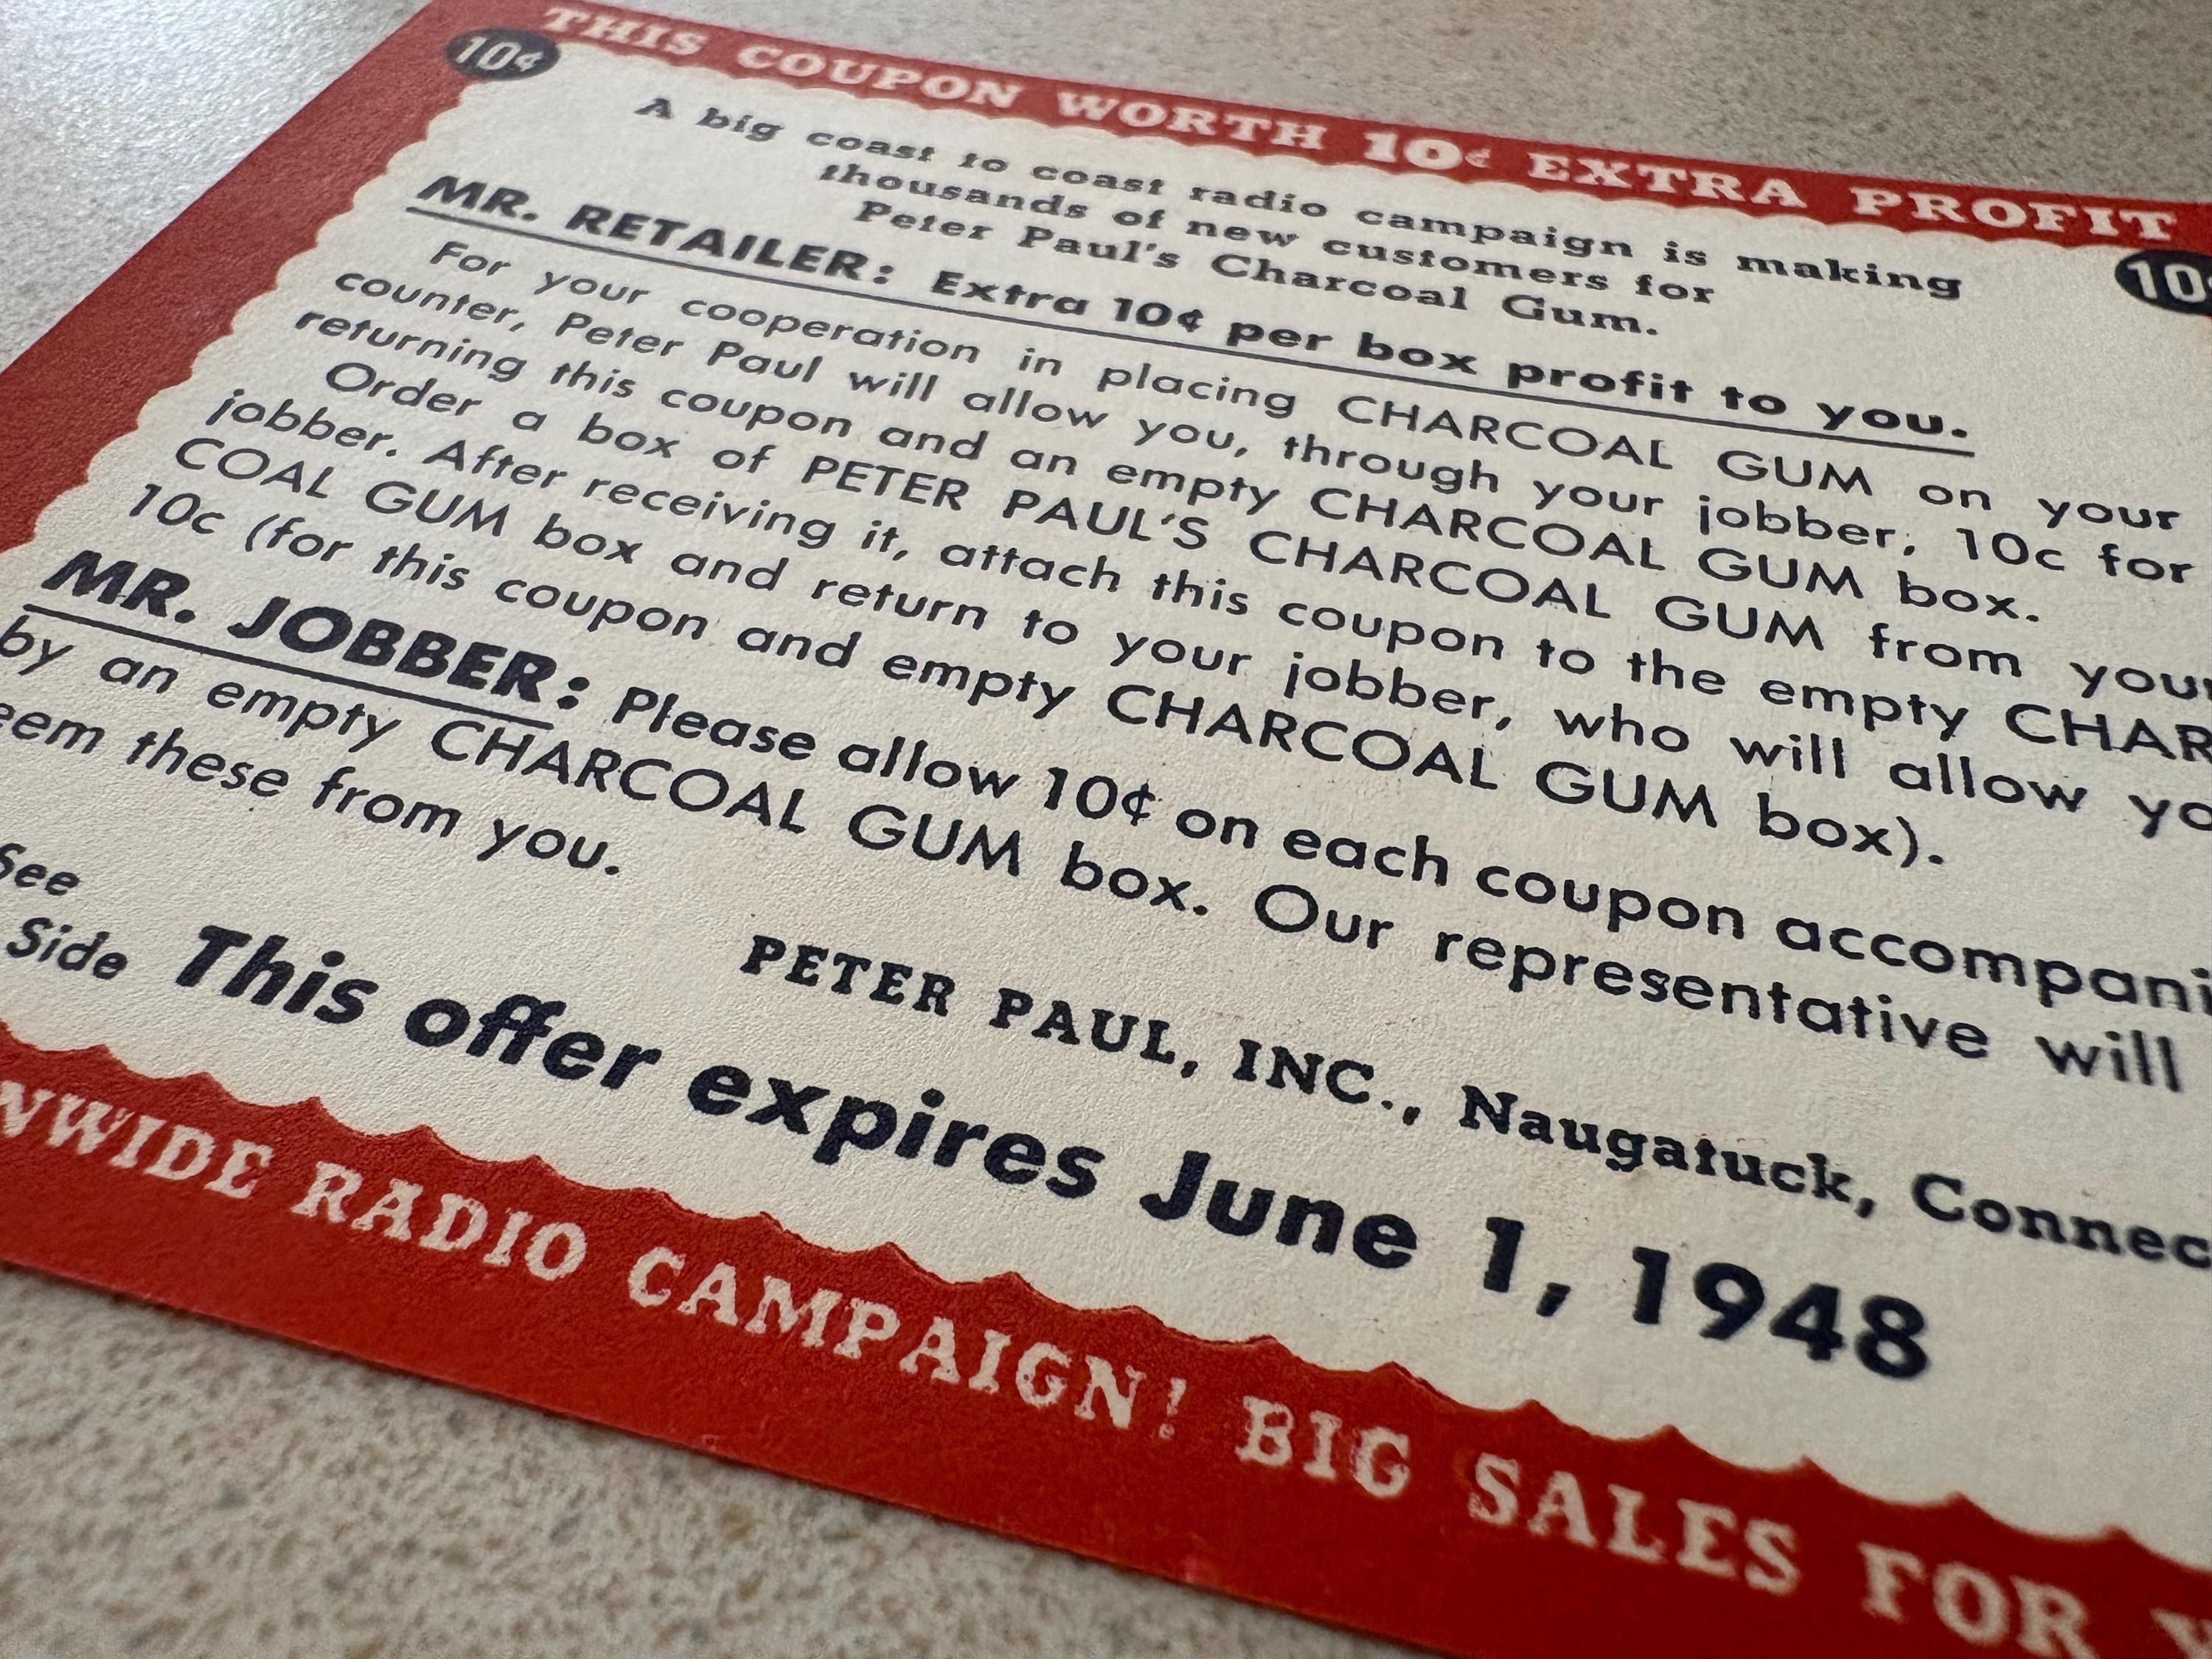 THIS COUPON WORTH 10¢ EXTRA PROFIT
10¢
10¢
A big coast to coast radio campaign is making
thousands of new customers for
Peter Paul's Charcoal Gum.
MR. RETAILER: Extra 10¢ per box profit to you.
For your cooperation in placing CHARCOAL GUM on your
counter, Peter Paul will allow you, through your jobber, 10c for
returning this coupon and an empty CHARCOAL GUM box.
Order a box of PETER PAUL'S CHARCOAL GUM from your
jobber. After receiving it, attach this coupon to the empty CHAR
COAL GUM box and return to your jobber, who will allow yo
10c (for this coupon and empty CHARCOAL GUM box).
MR. JOBBER: Please allow 10¢ on each coupon accompani
by an empty CHARCOAL GUM box. Our representative will
eem these from you.
PETER PAUL, INC., Naugatuck, Connec
See
Side
This offer expires June 1, 1948
NWIDE RADIO CAMPAIGN! BIG SALES FOR Y